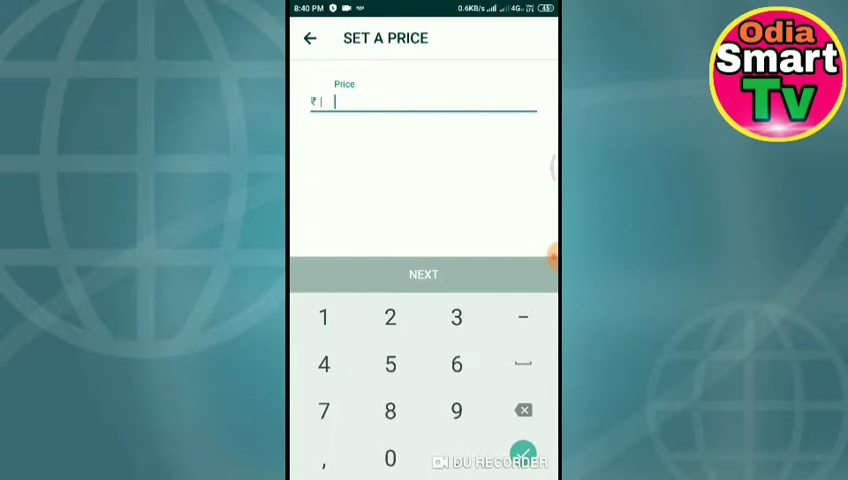 8:40 PM
0.6KB/s
4G
SET A PRICE
Price
₹ |
NEXT
1 2 3 -
4 5 6
7 8 9
, 0
DU RECORDER
Odia
Smart
Tv